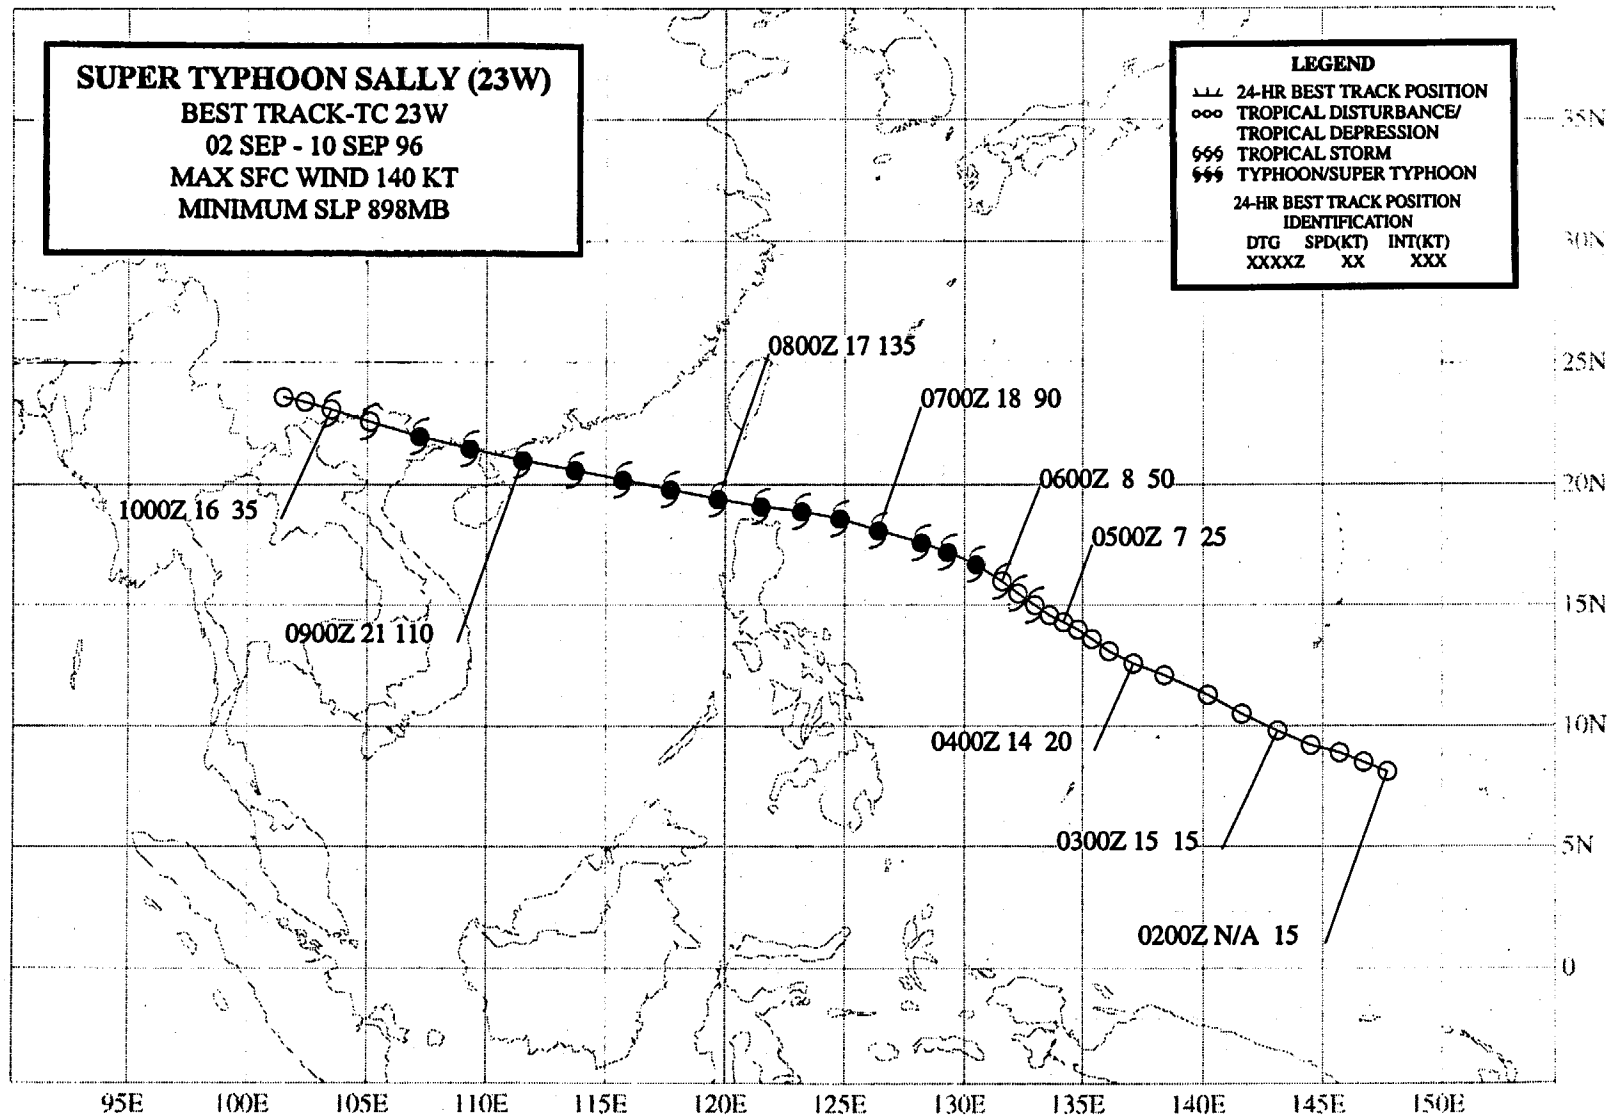 SUPER TYPHOON SALLY (23W)
BEST TRACK-TC 23W
02 SEP - 10 SEP 96
MAX SFC WIND 140 KT
MINIMUM SLP 898MB
LEGEND
24-HR BEST TRACK POSITION
TROPICAL DISTURBANCE/
TROPICAL DEPRESSION
TROPICAL STORM
TYPHOON/SUPER TYPHOON
24-HR BEST TRACK POSITION
IDENTIFICATION
DTG SPD(KT) INT(KT)
XXXXZ XX XXX
35N
30N
0800Z 17 135
25N
0700Z 18 90
0600Z 8 50
20N
1000Z 16 35
0500Z 7 25
15N
0900Z 21 110
10N
0400Z 14 20
0300Z 15 15
5N
0200Z N/A 15
0
95E 100E 105E 110E 115E 120E 125E 130E 135E 140E 145E 150E